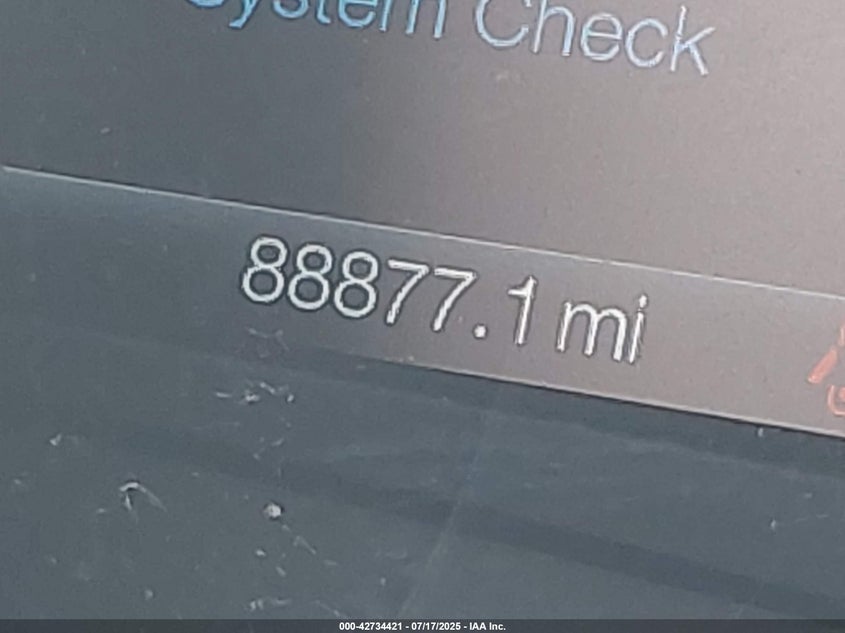 System Check
88877.1 mi
000-42734421 - 07/17/2025 - IAA Inc.